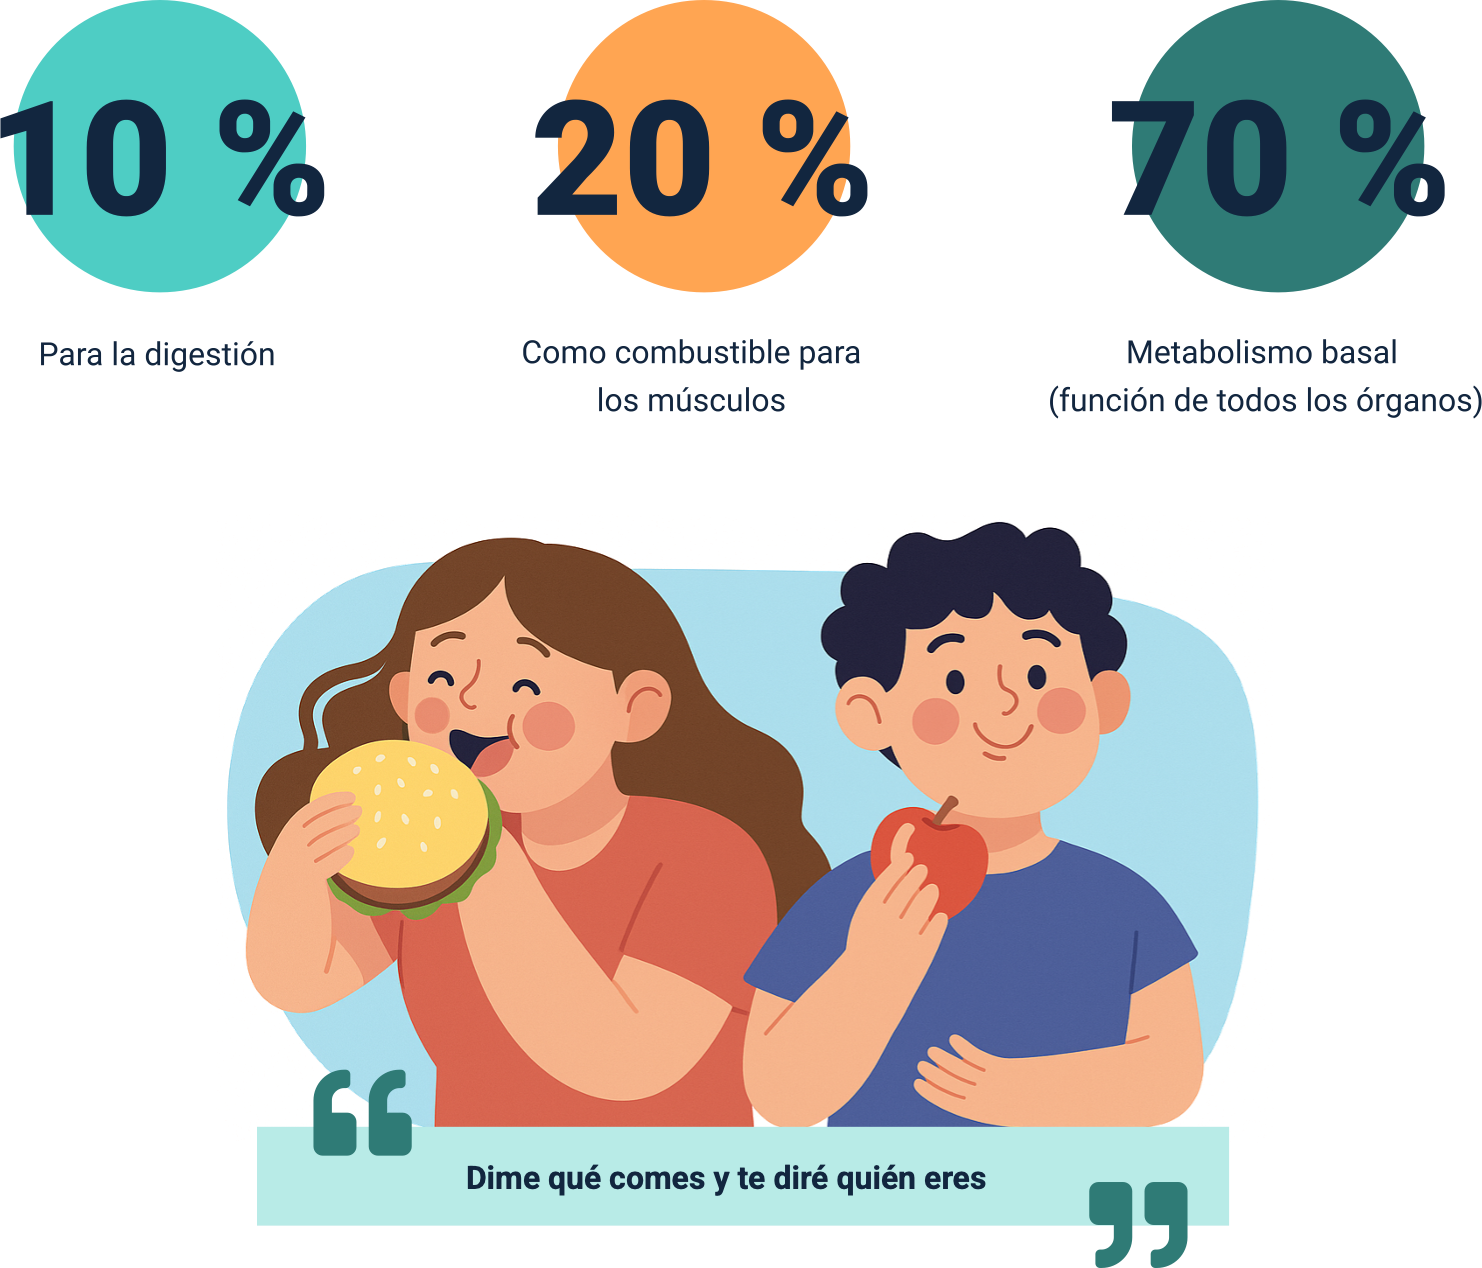 10 %
Para la digestión
20 %
Como combustible para
los músculos
70 %
Metabolismo basal
(función de todos los órganos)
“
Dime qué comes y te diré quién eres
”